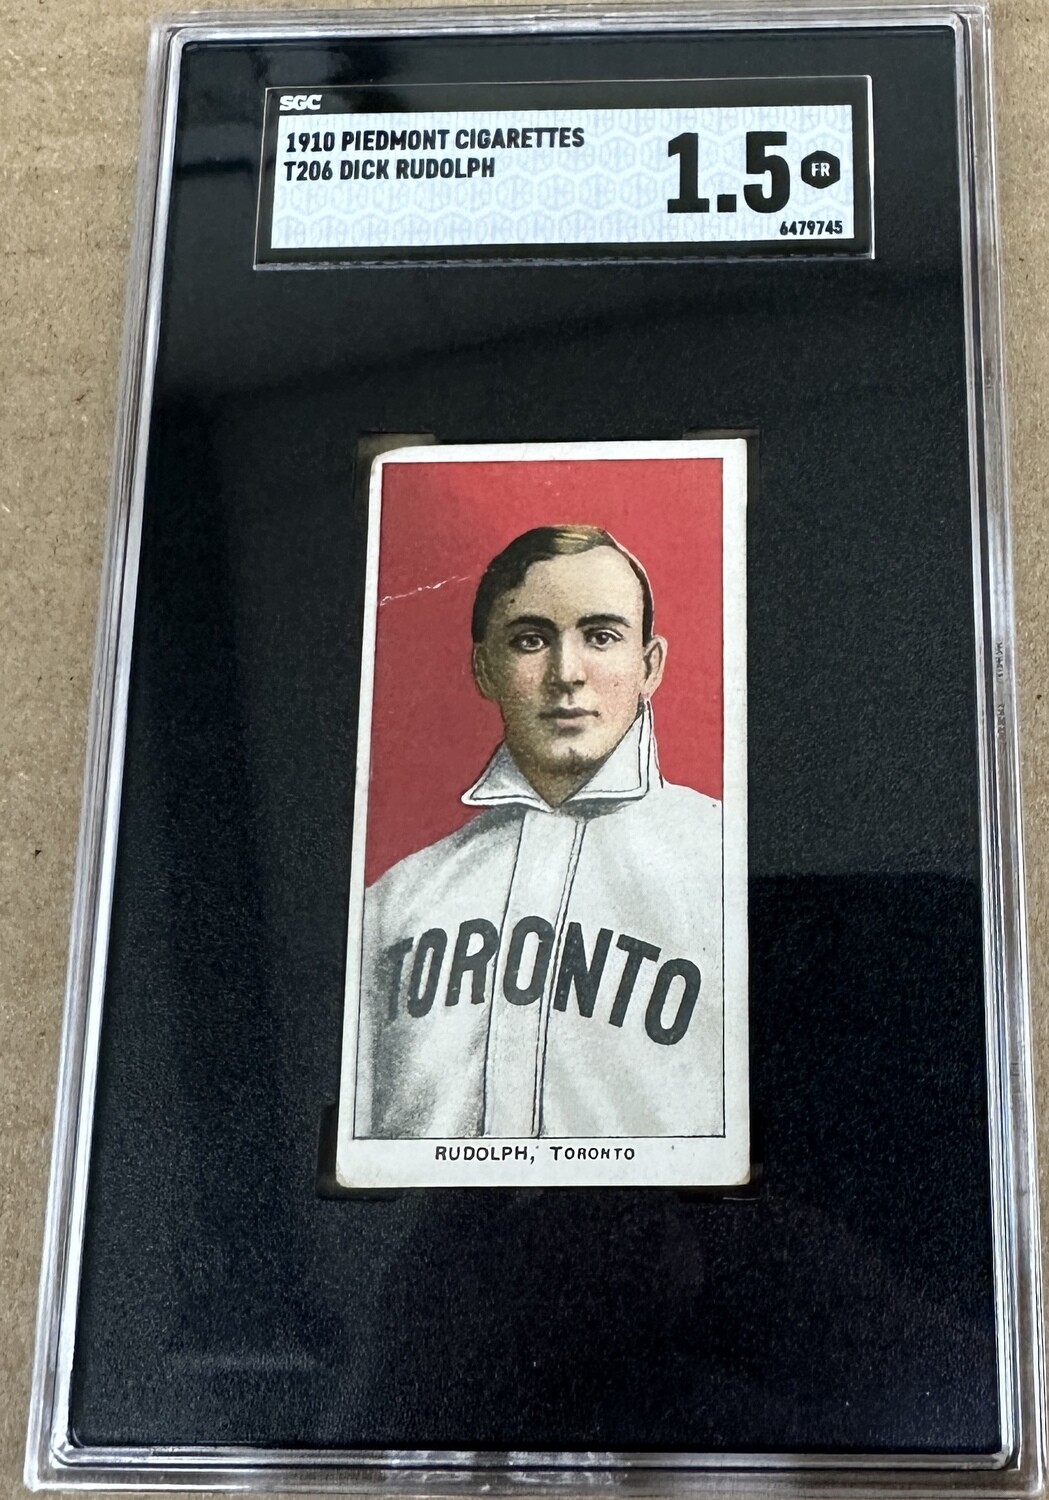 SGC
1910 PIEDMONT CIGARETTES
T206 DICK RUDOLPH
1.5 FR
6479745
TORONTO
RUDOLPH, TORONTO